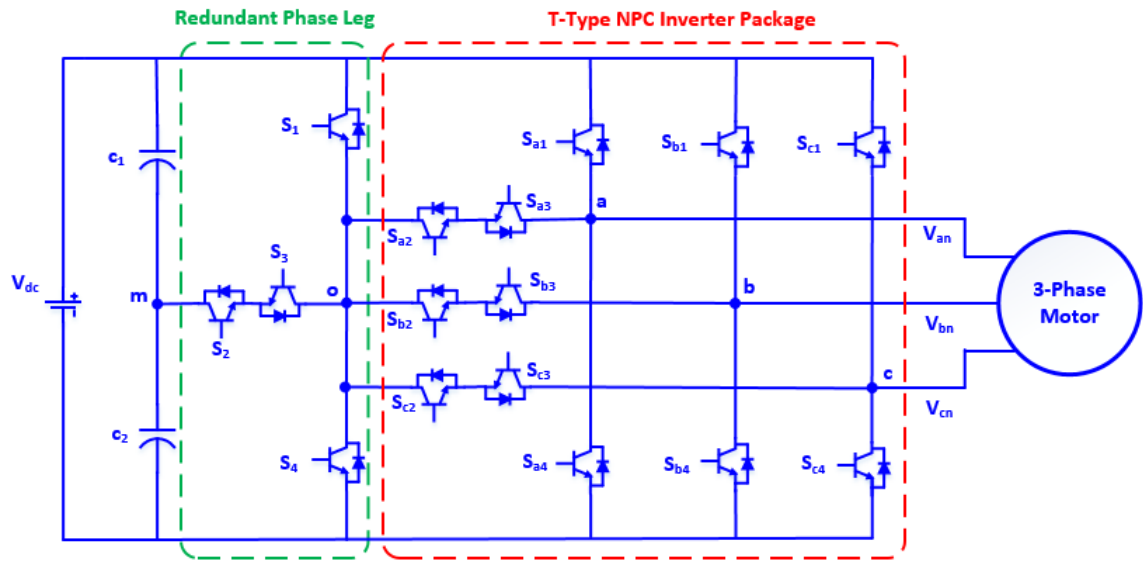 Redundant Phase Leg
T-Type NPC Inverter Package
S1
Sa1
Sb1
Sc1
c1
a
Sa3
Sa2
Van
S3
Vdc
m
o
Sb3
b
3-Phase
Motor
Sb2
Vbn
S2
Sc3
c
Sc2
Vcn
c2
S4
Sa4
Sb4
Sc4